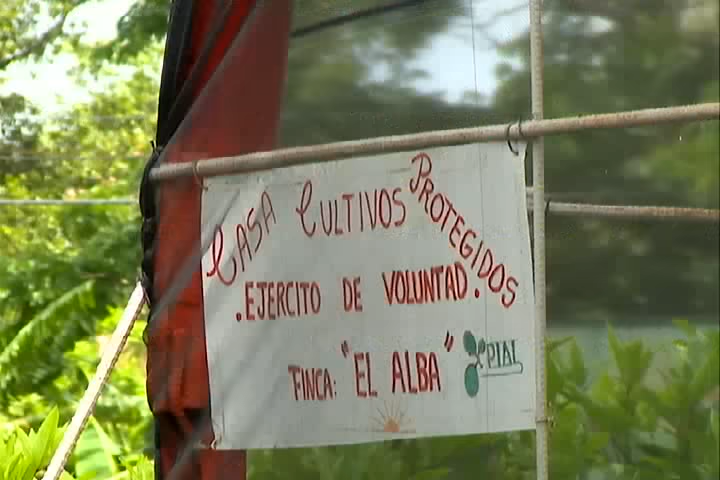 CASA CULTIVOS PROTEGIDOS
. EJERCITO DE VOLUNTAD .
FINCA: "EL ALBA"
PIAL